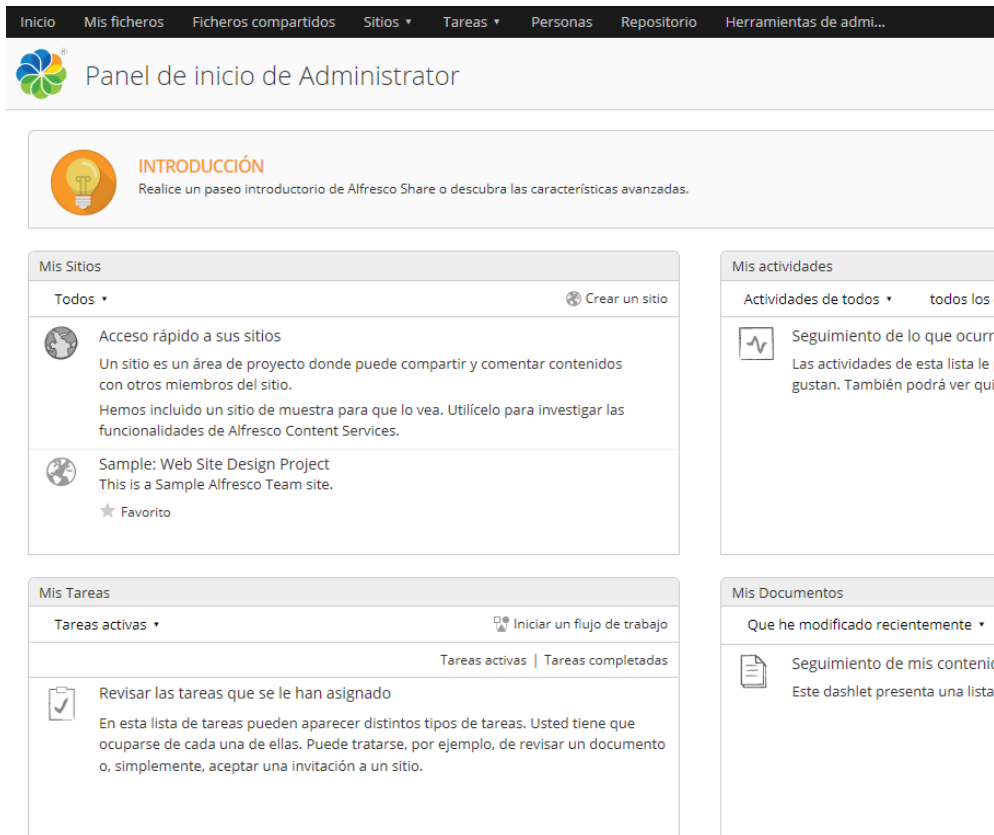 Inicio Mis ficheros Ficheros compartidos Sitios Tareas Personas Repositorio Herramientas de admi...
Panel de inicio de Administrator
INTRODUCCIÓN
Realice un paseo introductorio de Alfresco Share o descubra las características avanzadas.
Mis Sitios
Todos
Crear un sitio
Acceso rápido a sus sitios
Un sitio es un área de proyecto donde puede compartir y comentar contenidos
con otros miembros del sitio.
Hemos incluido un sitio de muestra para que lo vea. Utilícelo para investigar las
funcionalidades de Alfresco Content Services.
Sample: Web Site Design Project
This is a Sample Alfresco Team site.
Favorito
Mis actividades
Actividades de todos todos los
Seguimiento de lo que ocurr
Las actividades de esta lista le
gustan. También podrá ver qui
Mis Tareas
Tareas activas
Iniciar un flujo de trabajo
Tareas activas | Tareas completadas
Revisar las tareas que se le han asignado
En esta lista de tareas pueden aparecer distintos tipos de tareas. Usted tiene que
ocuparse de cada una de ellas. Puede tratarse, por ejemplo, de revisar un documento
o, simplemente, aceptar una invitación a un sitio.
Mis Documentos
Que he modificado recientemente
Seguimiento de mis contenid
Este dashlet presenta una lista